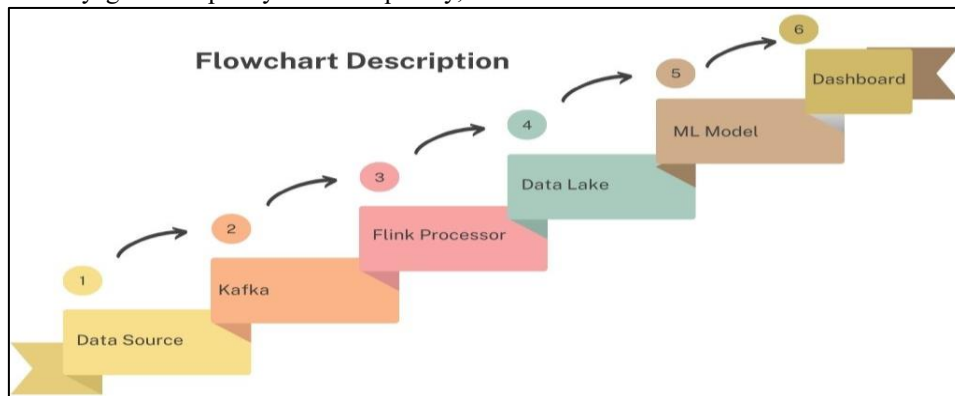 Flowchart Description
1
Data Source
2
Kafka
3
Flink Processor
4
Data Lake
5
ML Model
6
Dashboard